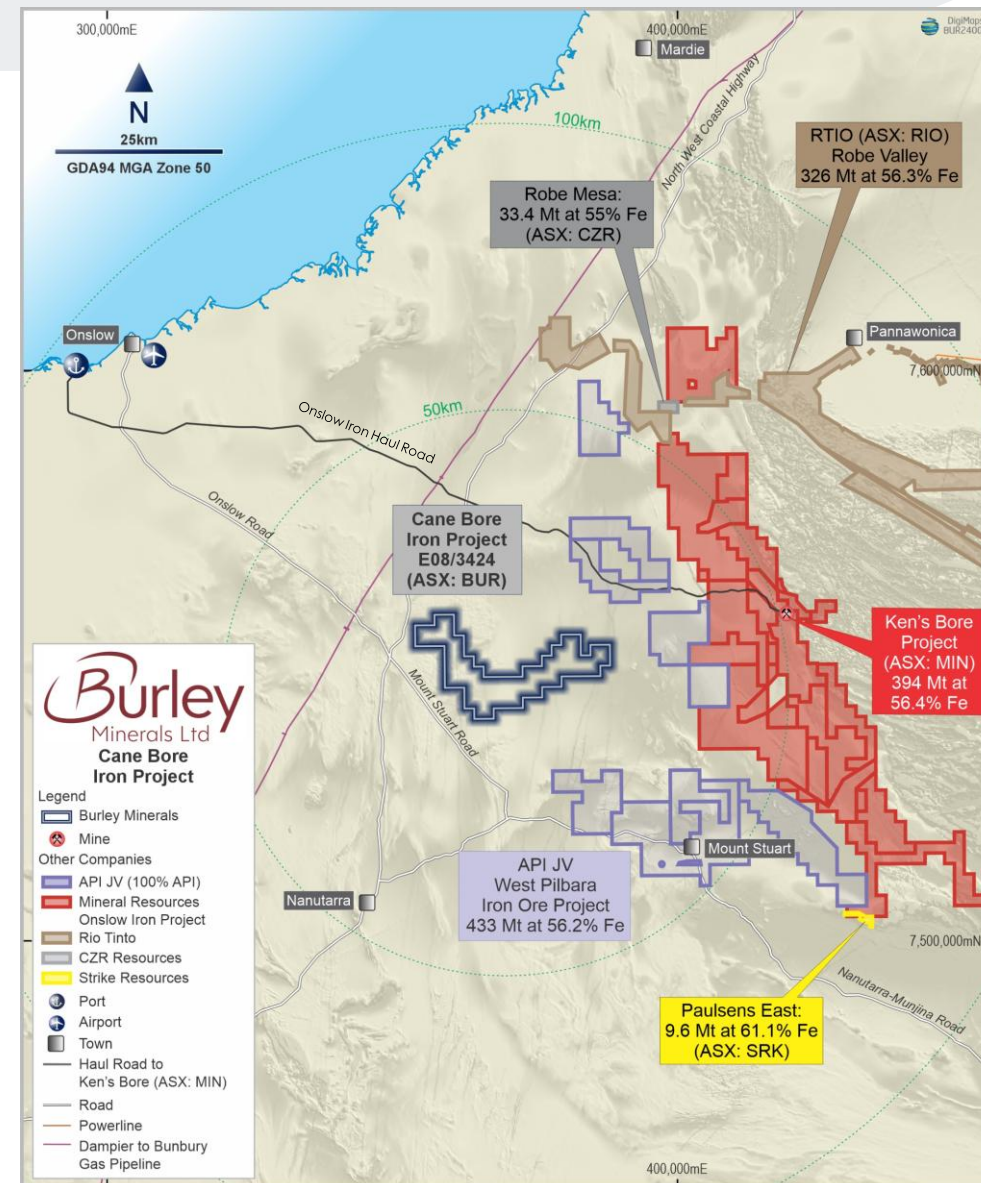 300,000mE
400,000mE
DigiMaps
Mardie
N
25km
GDA94 MGA Zone 50
100km
North West Coastal Highway
RTIO (ASX: RIO)
Robe Valley
326 Mt at 56.3% Fe
Robe Mesa:
33.4 Mt at 55% Fe
(ASX: CZR)
Onslow
Pannawonica
7,600,000mN
50km
Onslow Iron Haul Road
Onslow Road
Cane Bore
Iron Project
E08/3424
(ASX: BUR)
Ken's Bore
Project
(ASX: MIN)
394 Mt at
56.4% Fe
Mount Stuart Road
Burley
Minerals Ltd
Cane Bore
Iron Project
Legend
Burley Minerals
Mine
Other Companies
API JV (100% API)
Mineral Resources
Onslow Iron Project
Rio Tinto
CZR Resources
Strike Resources
Port
Airport
Town
Haul Road to
Ken's Bore (ASX: MIN)
Road
Powerline
Dampier to Bunbury
Gas Pipeline
Mount Stuart
API JV
West Pilbara
Iron Ore Project
433 Mt at 56.2% Fe
Nanutarra
7,500,000mN
Nanutarra-Munjina Road
Paulsens East:
9.6 Mt at 61.1% Fe
(ASX: SRK)
400,000mE